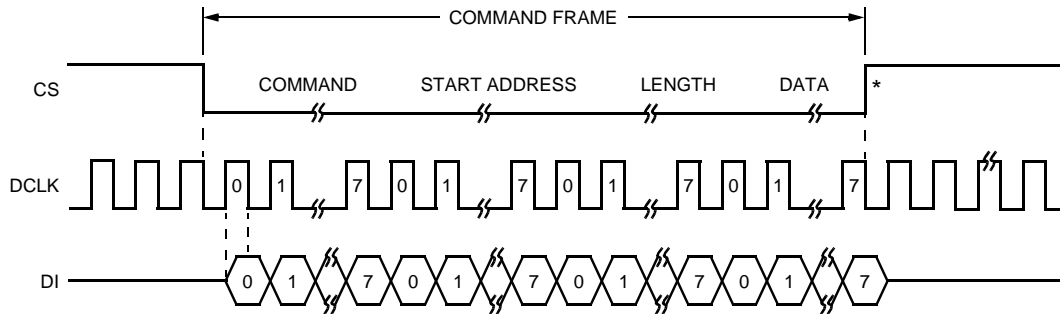 COMMAND FRAME
CS COMMAND START ADDRESS LENGTH DATA *
DCLK 0 1 7 0 1 7 0 1 7 0 1 7
DI 0 1 7 0 1 7 0 1 7 0 1 7